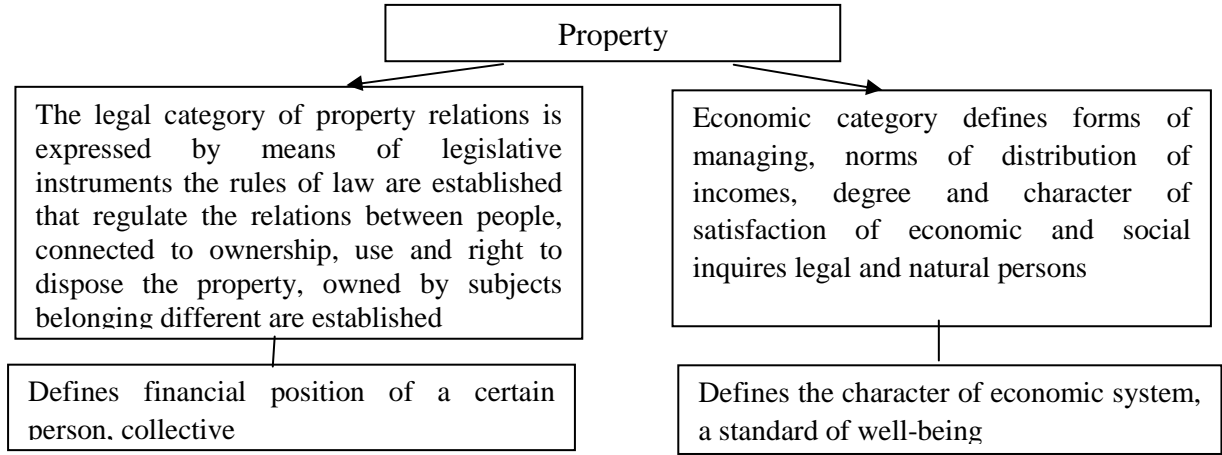 Property
The legal category of property relations is
expressed by means of legislative
instruments the rules of law are established
that regulate the relations between people,
connected to ownership, use and right to
dispose the property, owned by subjects
belonging different are established
Economic category defines forms of
managing, norms of distribution of
incomes, degree and character of
satisfaction of economic and social
inquires legal and natural persons
Defines financial position of a certain
person, collective
Defines the character of economic system,
a standard of well-being